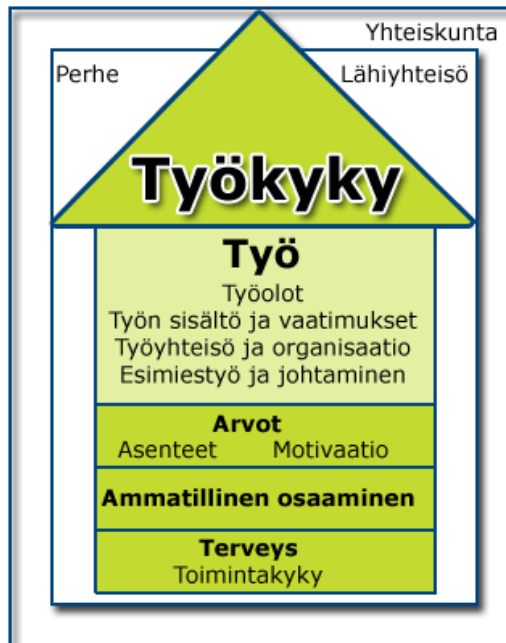 Yhteiskunta
Perhe
Lähiyhteisö
Työkyky
Työ
Työolot
Työn sisältö ja vaatimukset
Työyhteisö ja organisaatio
Esimiestyö ja johtaminen
Arvot
Asenteet Motivaatio
Ammatillinen osaaminen
Terveys
Toimintakyky